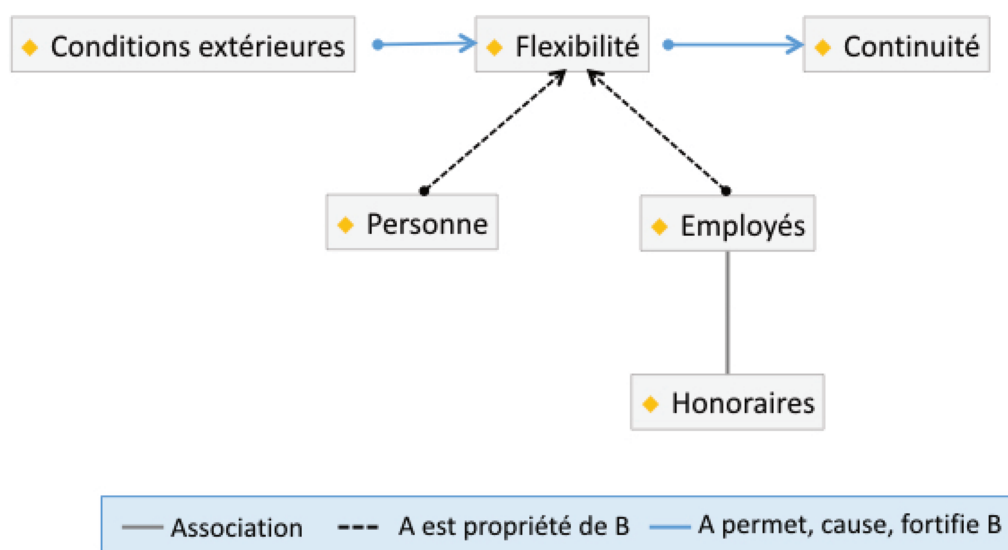 Conditions extérieures
Flexibilité
Continuité
Personne
Employés
Honoraires
Association
A est propriété de B
A permet, cause, fortifie B